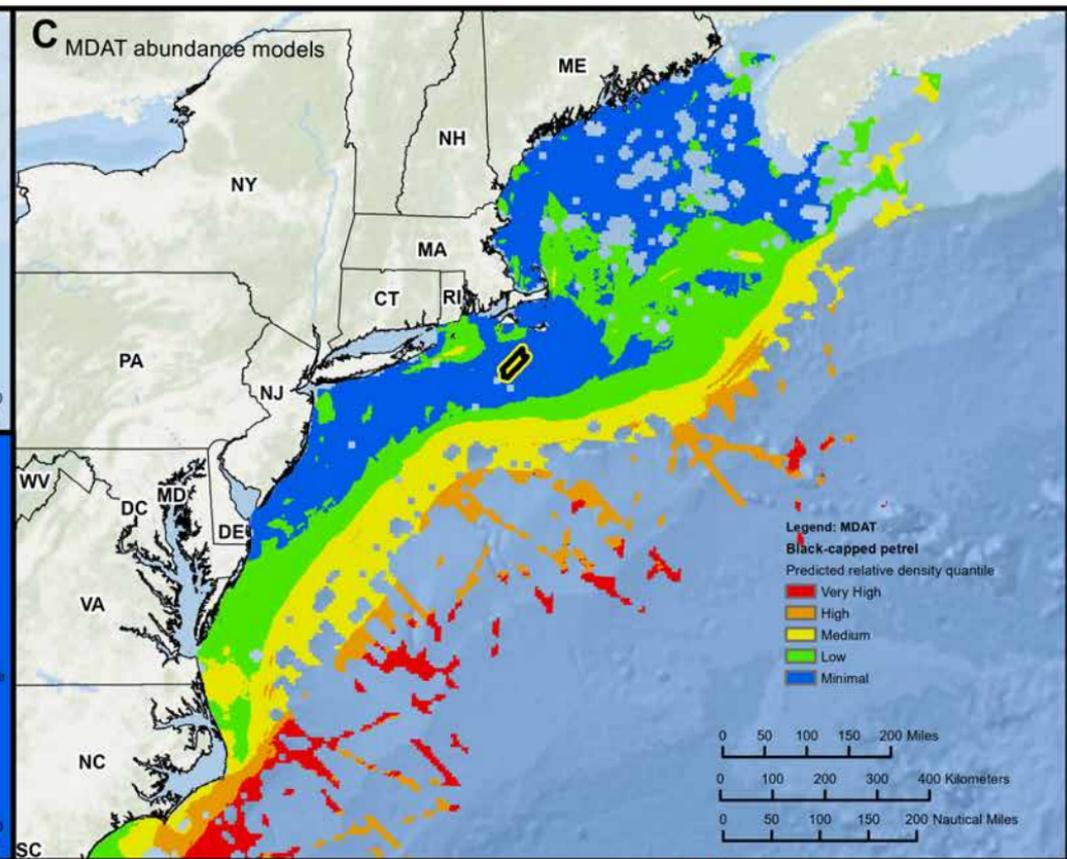 C MDAT abundance models
ME
NH
NY
MA
CT
RI
PA
NJ
WV
MD
DC
DE
VA
NC
SC
Legend: MDAT
Black-capped petrel
Predicted relative density quantile
Very High
High
Medium
Low
Minimal
0 50 100 150 200 Miles
0 100 200 300 400 Kilometers
0 50 100 150 200 Nautical Miles